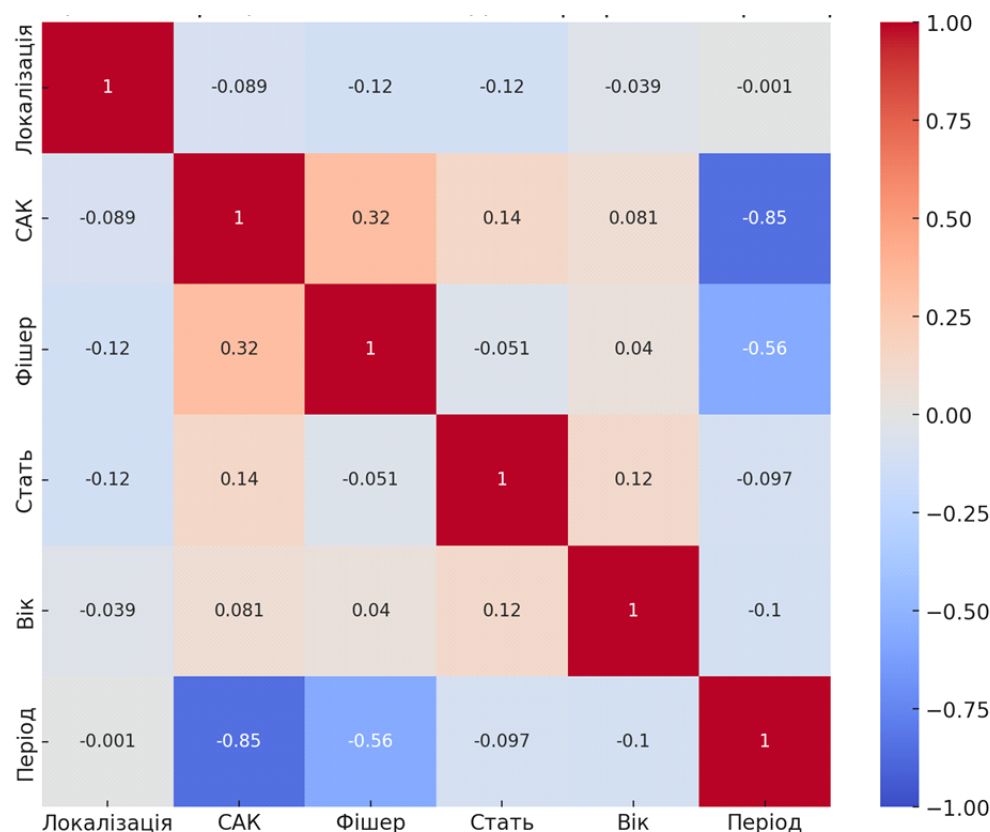 Локалізація 1 -0.089 -0.12 -0.12 -0.039 -0.001
САК -0.089 1 0.32 0.14 0.081 -0.85
Фішер -0.12 0.32 1 -0.051 0.04 -0.56
Стать -0.12 0.14 -0.051 1 0.12 -0.097
Вік -0.039 0.081 0.04 0.12 1 -0.1
Період -0.001 -0.85 -0.56 -0.097 -0.1 1
Локалізація САК Фішер Стать Вік Період
1.00
0.75
0.50
0.25
0.00
−0.25
−0.50
−0.75
−1.00